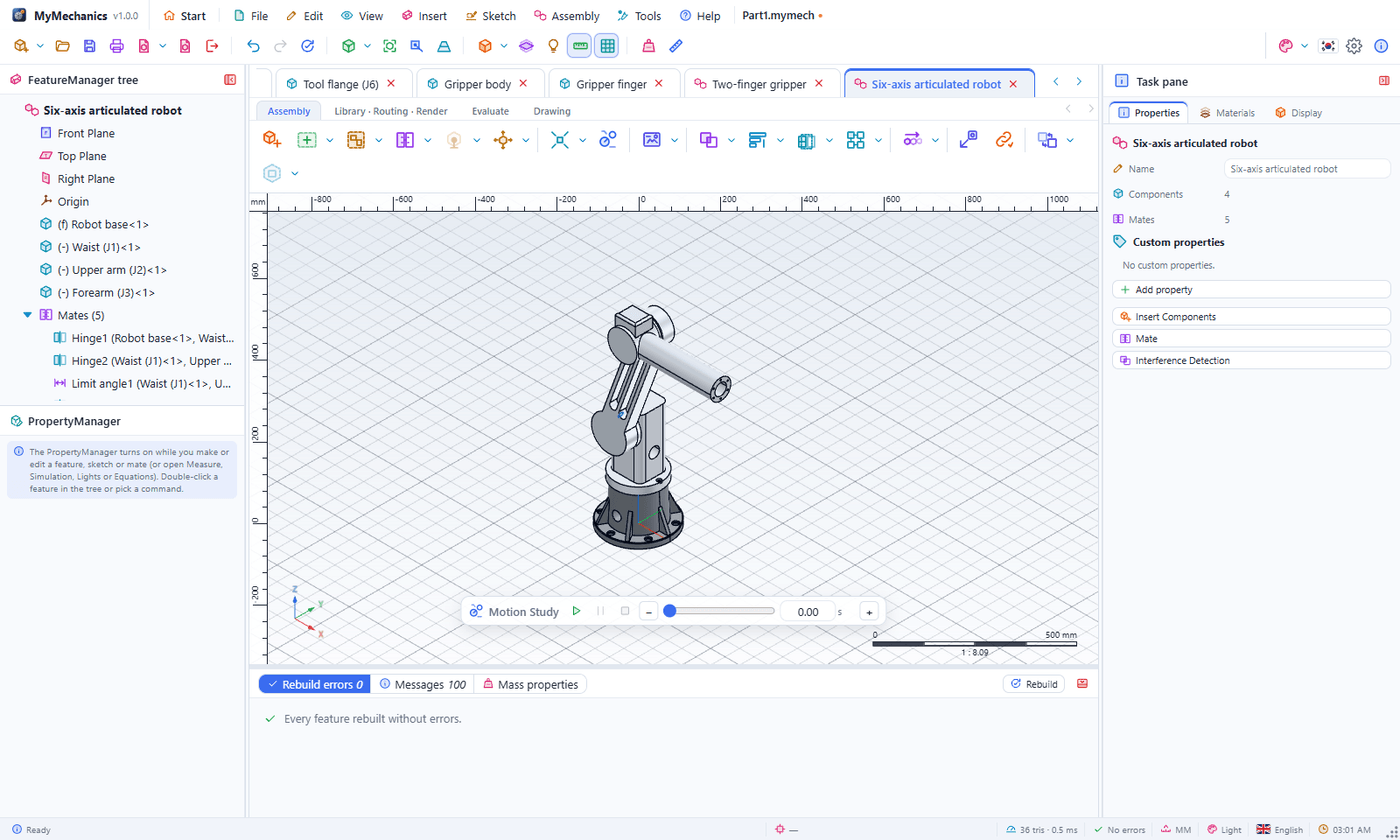 MyMechanics v1.0.0 Start File Edit View Insert Sketch Assembly Tools Help Part1.mymech
FeatureManager tree
Six-axis articulated robot
Front Plane
Top Plane
Right Plane
Origin
(f) Robot base<1>
(-) Waist (J1)<1>
(-) Upper arm (J2)<1>
(-) Forearm (J3)<1>
Mates (5)
Hinge1 (Robot base<1>, Waist...
Hinge2 (Waist (J1)<1>, Upper ...
Limit angle1 (Waist (J1)<1>, U...
PropertyManager
The PropertyManager turns on while you make or
edit a feature, sketch or mate (or open Measure,
Simulation, Lights or Equations). Double-click a
feature in the tree or pick a command.
Tool flange (J6) Gripper body Gripper finger Two-finger gripper Six-axis articulated robot
Assembly Library · Routing · Render Evaluate Drawing
mm -800 -600 -400 -200 0 200 400 600 800 1000
600
400
200
0
200
Z
Y
X
Motion Study − 0.00 s +
0 500 mm
1 : 8.09
Rebuild errors 0 Messages 100 Mass properties Rebuild
Every feature rebuilt without errors.
Task pane
Properties Materials Display
Six-axis articulated robot
Name Six-axis articulated robot
Components 4
Mates 5
Custom properties
No custom properties.
Add property
Insert Components
Mate
Interference Detection
Ready — 36 tris · 0.5 ms No errors MM Light English 03:01 AM